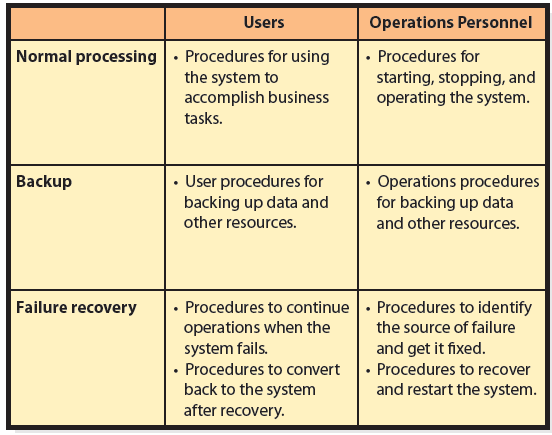 Users
Operations Personnel
Normal processing
• Procedures for using
the system to
accomplish business
tasks.
• Procedures for
starting, stopping, and
operating the system.
Backup
• User procedures for
backing up data and
other resources.
• Operations procedures
for backing up data
and other resources.
Failure recovery
• Procedures to continue
operations when the
system fails.
• Procedures to convert
back to the system
after recovery.
• Procedures to identify
the source of failure
and get it fixed.
• Procedures to recover
and restart the system.